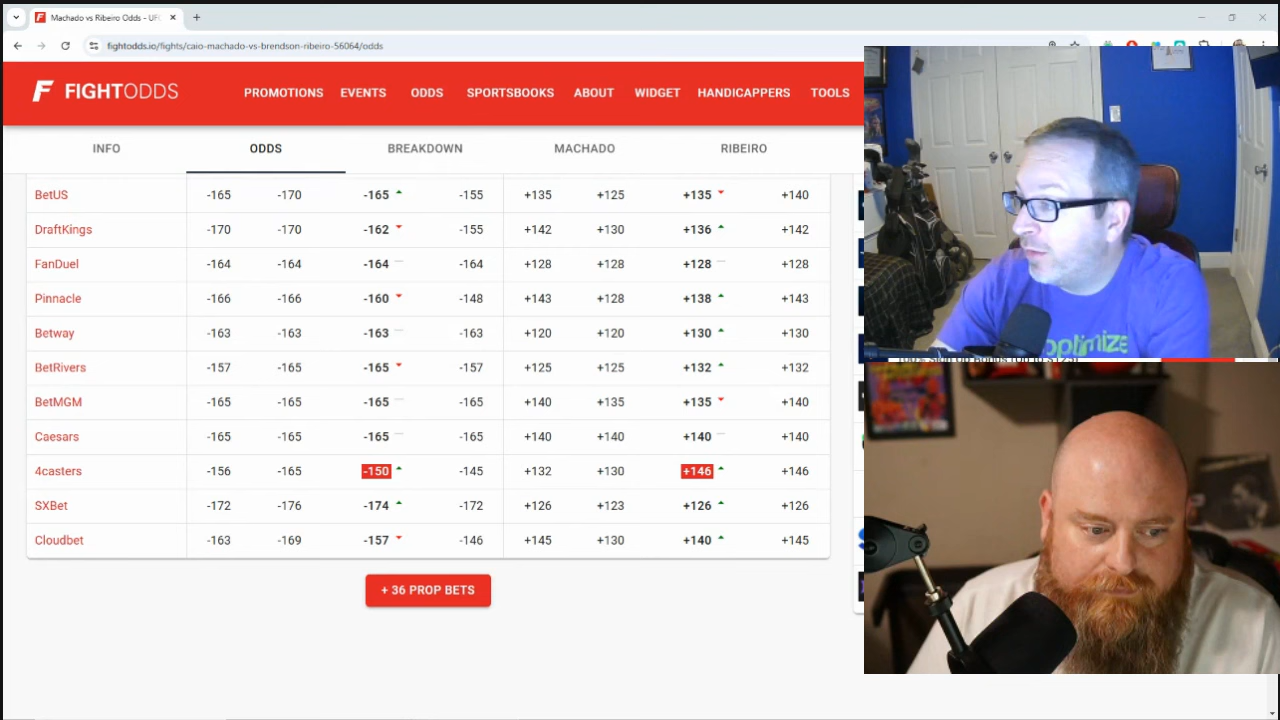 Machado vs Ribeiro Odds - UFC
fightodds.io/fights/caio-machado-vs-brendson-ribeiro-56064/odds
F FIGHTODDS PROMOTIONS EVENTS ODDS SPORTSBOOKS ABOUT WIDGET HANDICAPPERS TOOLS
INFO ODDS BREAKDOWN MACHADO RIBEIRO
BetUS -165 -170 -165 -155 +135 +125 +135 +140
DraftKings -170 -170 -162 -155 +142 +130 +136 +142
FanDuel -164 -164 -164 -164 +128 +128 +128 +128
Pinnacle -166 -166 -160 -148 +143 +128 +138 +143
Betway -163 -163 -163 -163 +120 +120 +130 +130
BetRivers -157 -165 -165 -157 +125 +125 +132 +132
BetMGM -165 -165 -165 -165 +140 +135 +135 +140
Caesars -165 -165 -165 -165 +140 +140 +140 +140
4casters -156 -165 -150 -145 +132 +130 +146 +146
SXBet -172 -176 -174 -172 +126 +123 +126 +126
Cloudbet -163 -169 -157 -146 +145 +130 +140 +145
+ 36 PROP BETS
optimize